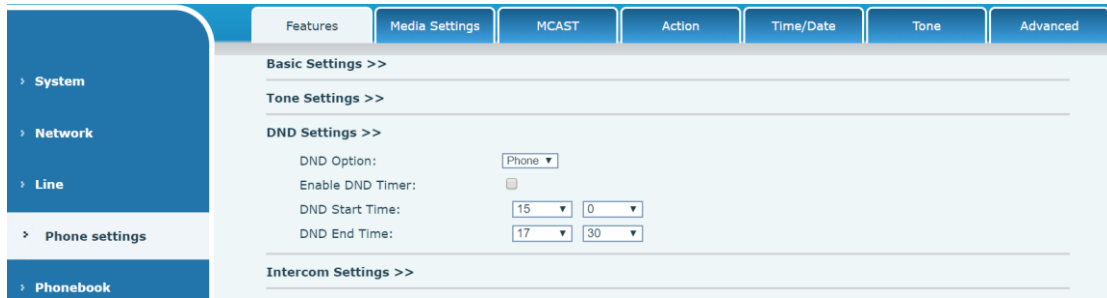 Features Media Settings MCAST Action Time/Date Tone Advanced
› System
› Network
› Line
› Phone settings
› Phonebook
Basic Settings >>
Tone Settings >>
DND Settings >>
DND Option: Phone
Enable DND Timer:
DND Start Time: 15 0
DND End Time: 17 30
Intercom Settings >>